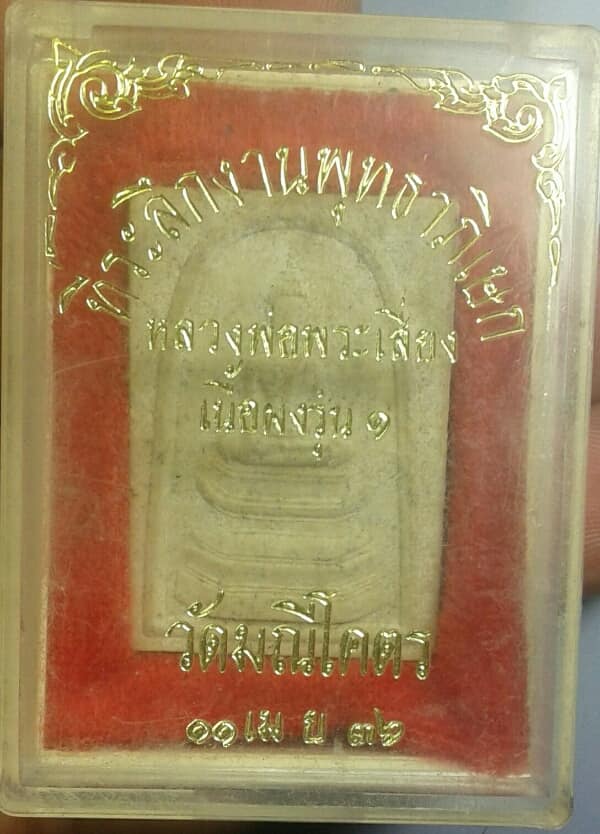 ที่ระลึกงานพุทธาภิเษก
หลวงพ่อพระเสี่ยง
เนื้อผงรุ่น ๑
วัดมณีโคตร
๑๑ เม ย ๓๖